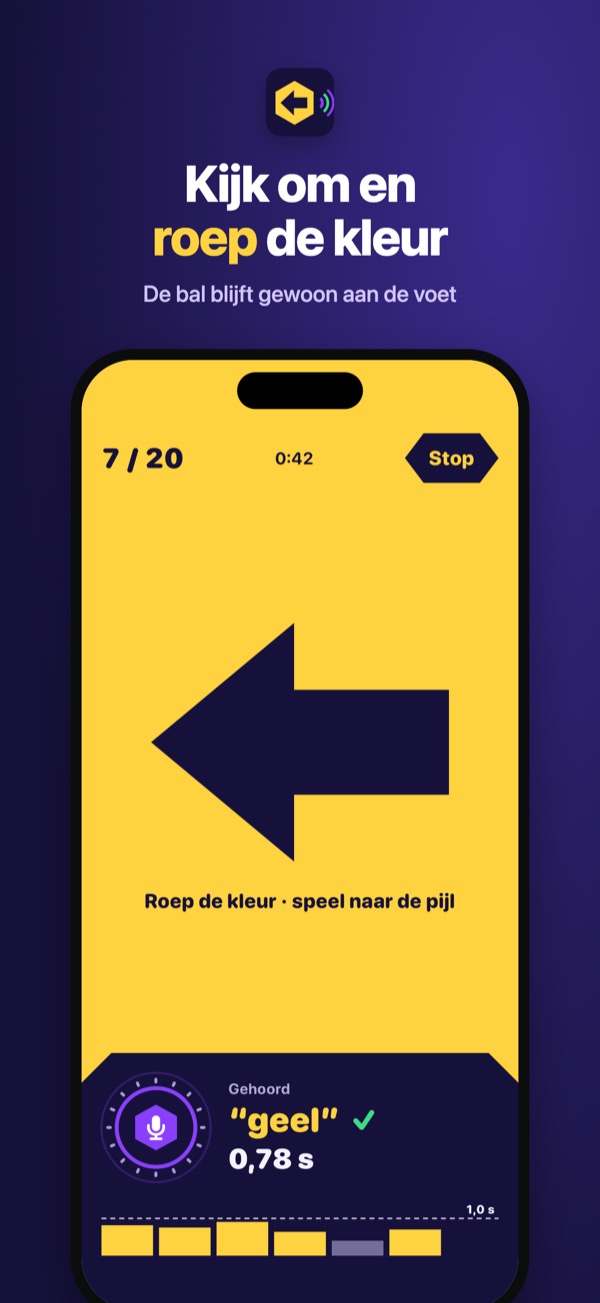 Kijk om en
roep de kleur
De bal blijft gewoon aan de voet
7 / 20
0:42
Stop
Roep de kleur · speel naar de pijl
Gehoord
“geel”
0,78 s
1,0 s